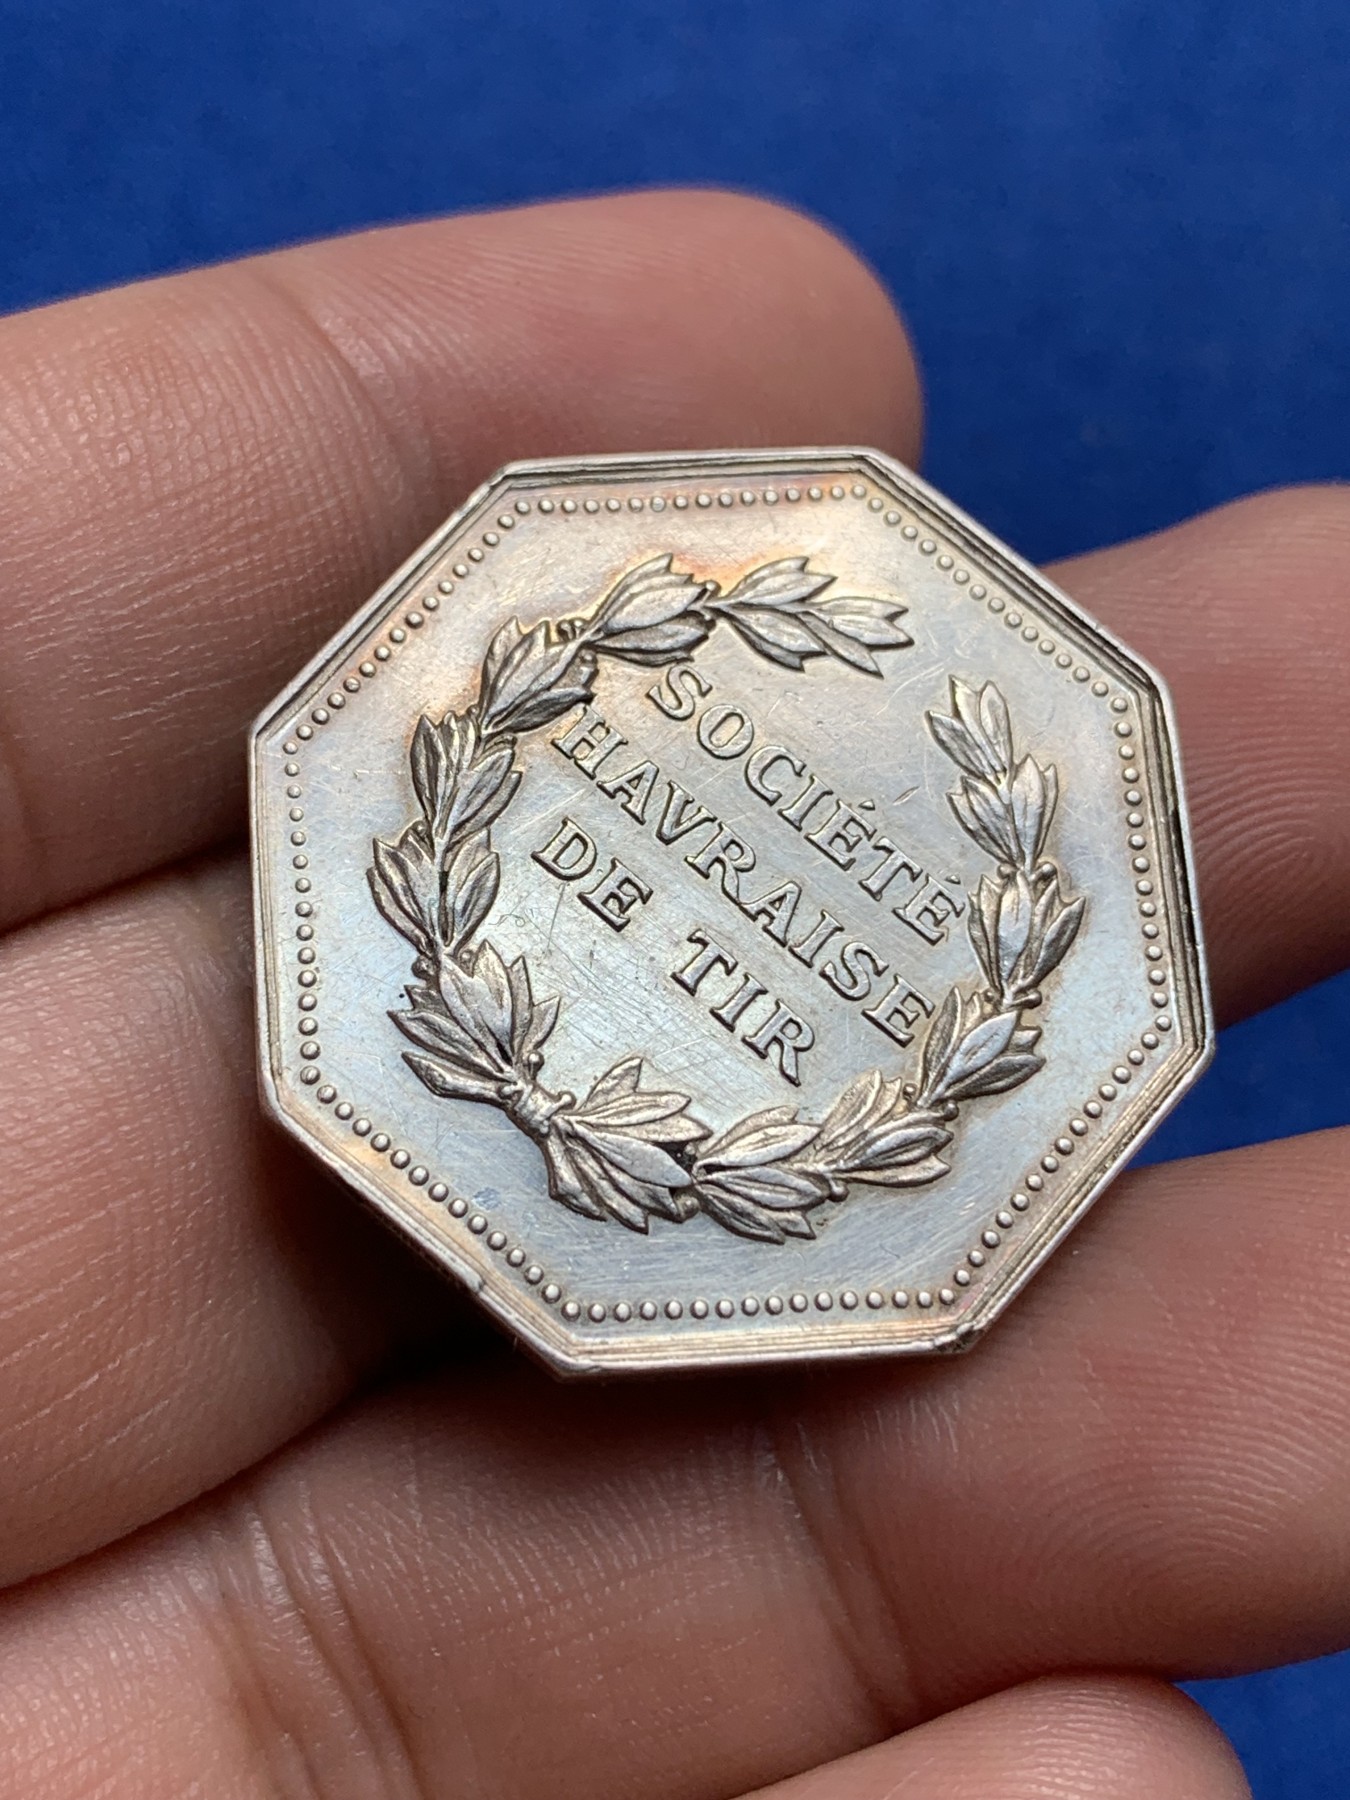 SOCIÉTÉ
HAVRAISE
DE TIR